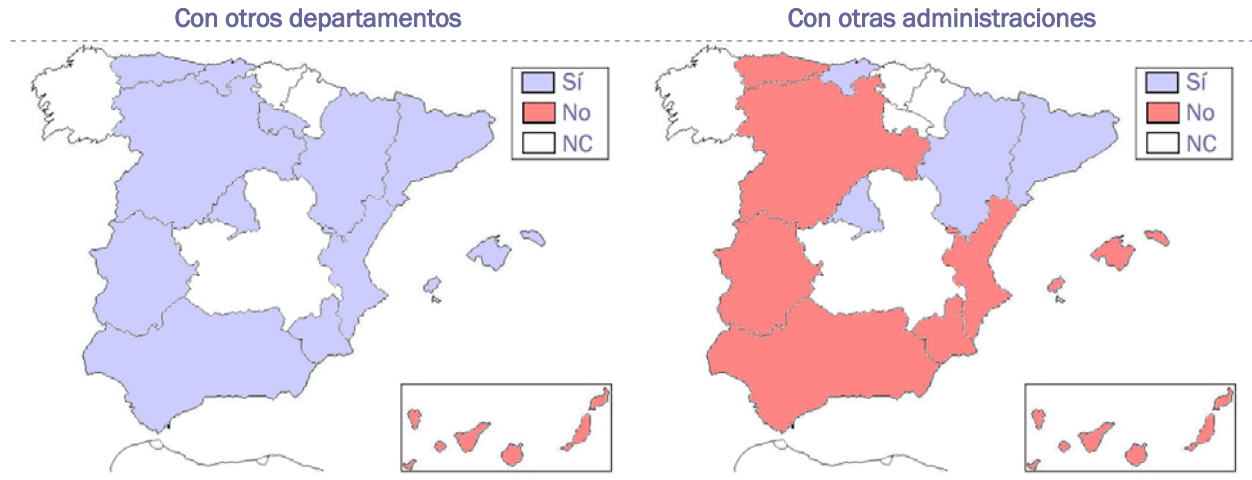 Con otros departamentos
Sí
No
NC
Con otras administraciones
Sí
No
NC